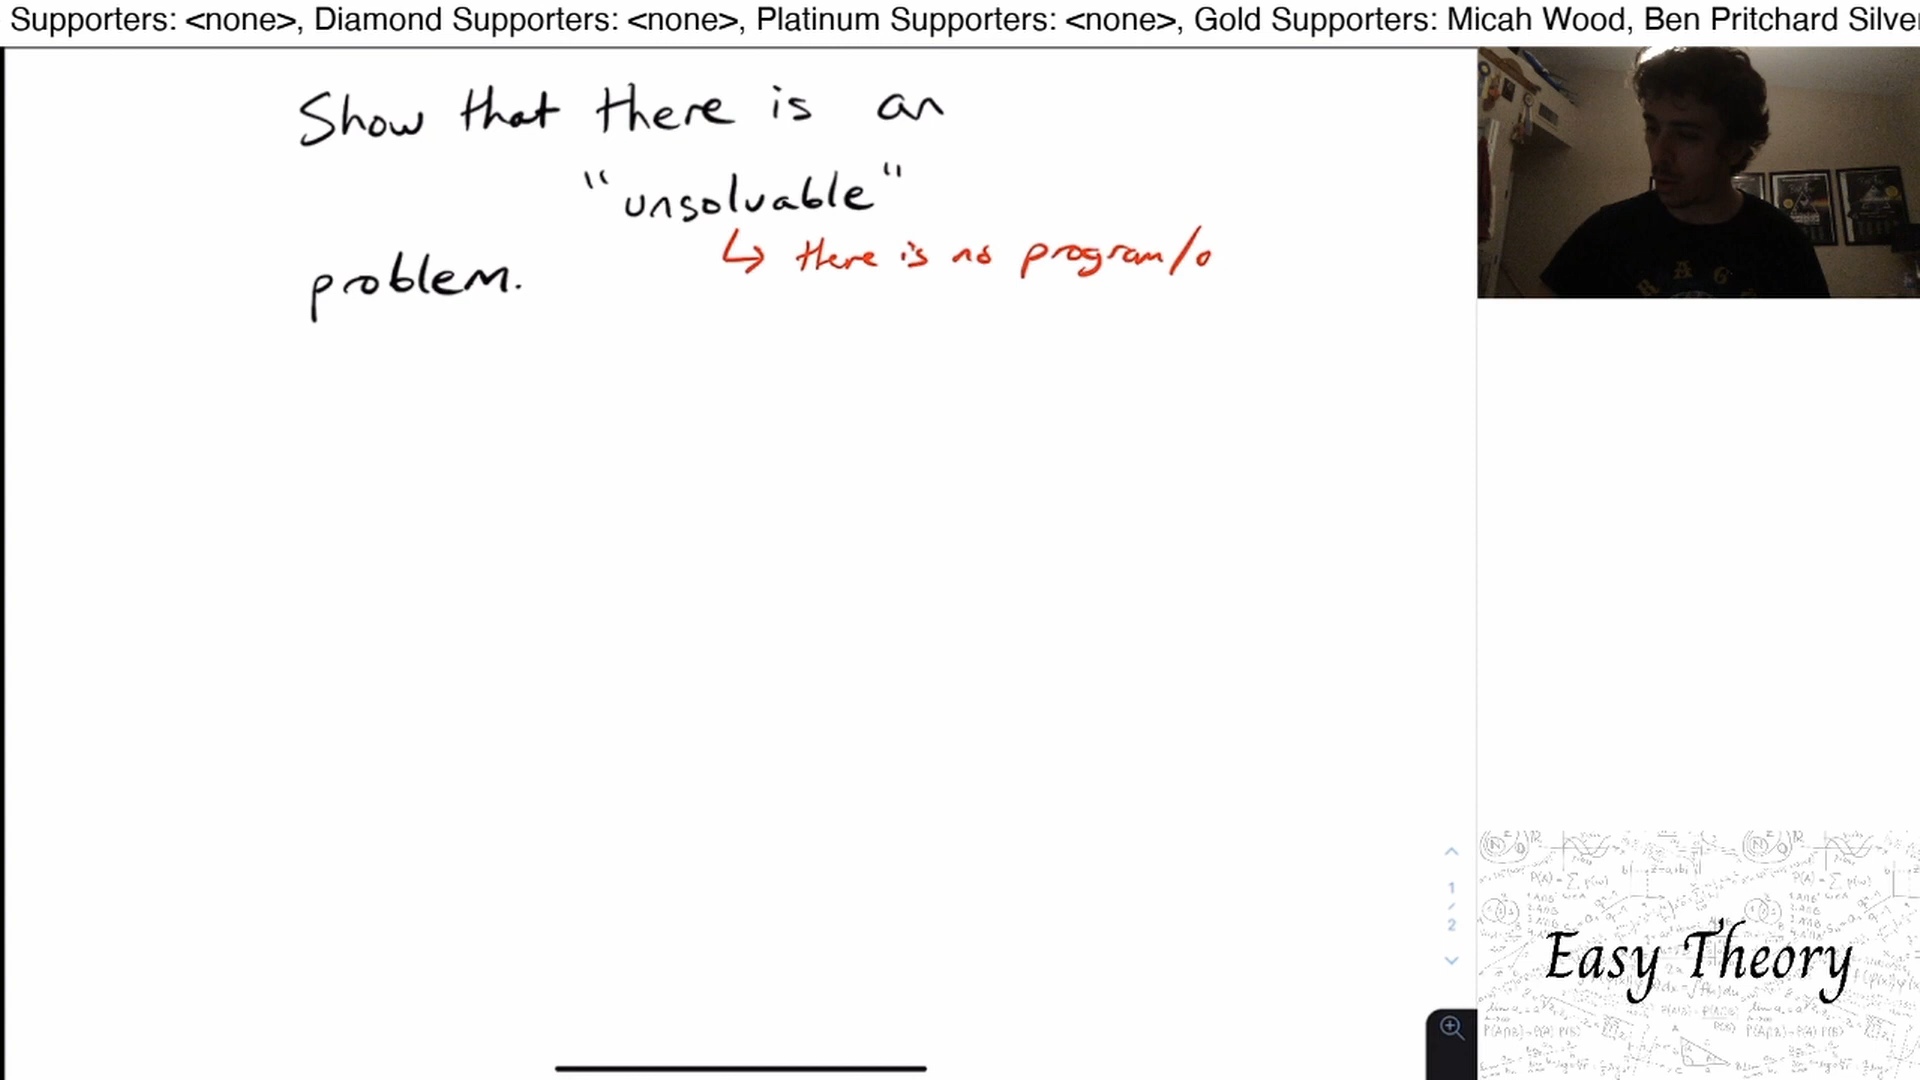 Supporters: <none>, Diamond Supporters: <none>, Platinum Supporters: <none>, Gold Supporters: Micah Wood, Ben Pritchard Silver
Show that there is an
"unsolvable"
↳ there is no program/o
problem.
1
2
Easy Theory